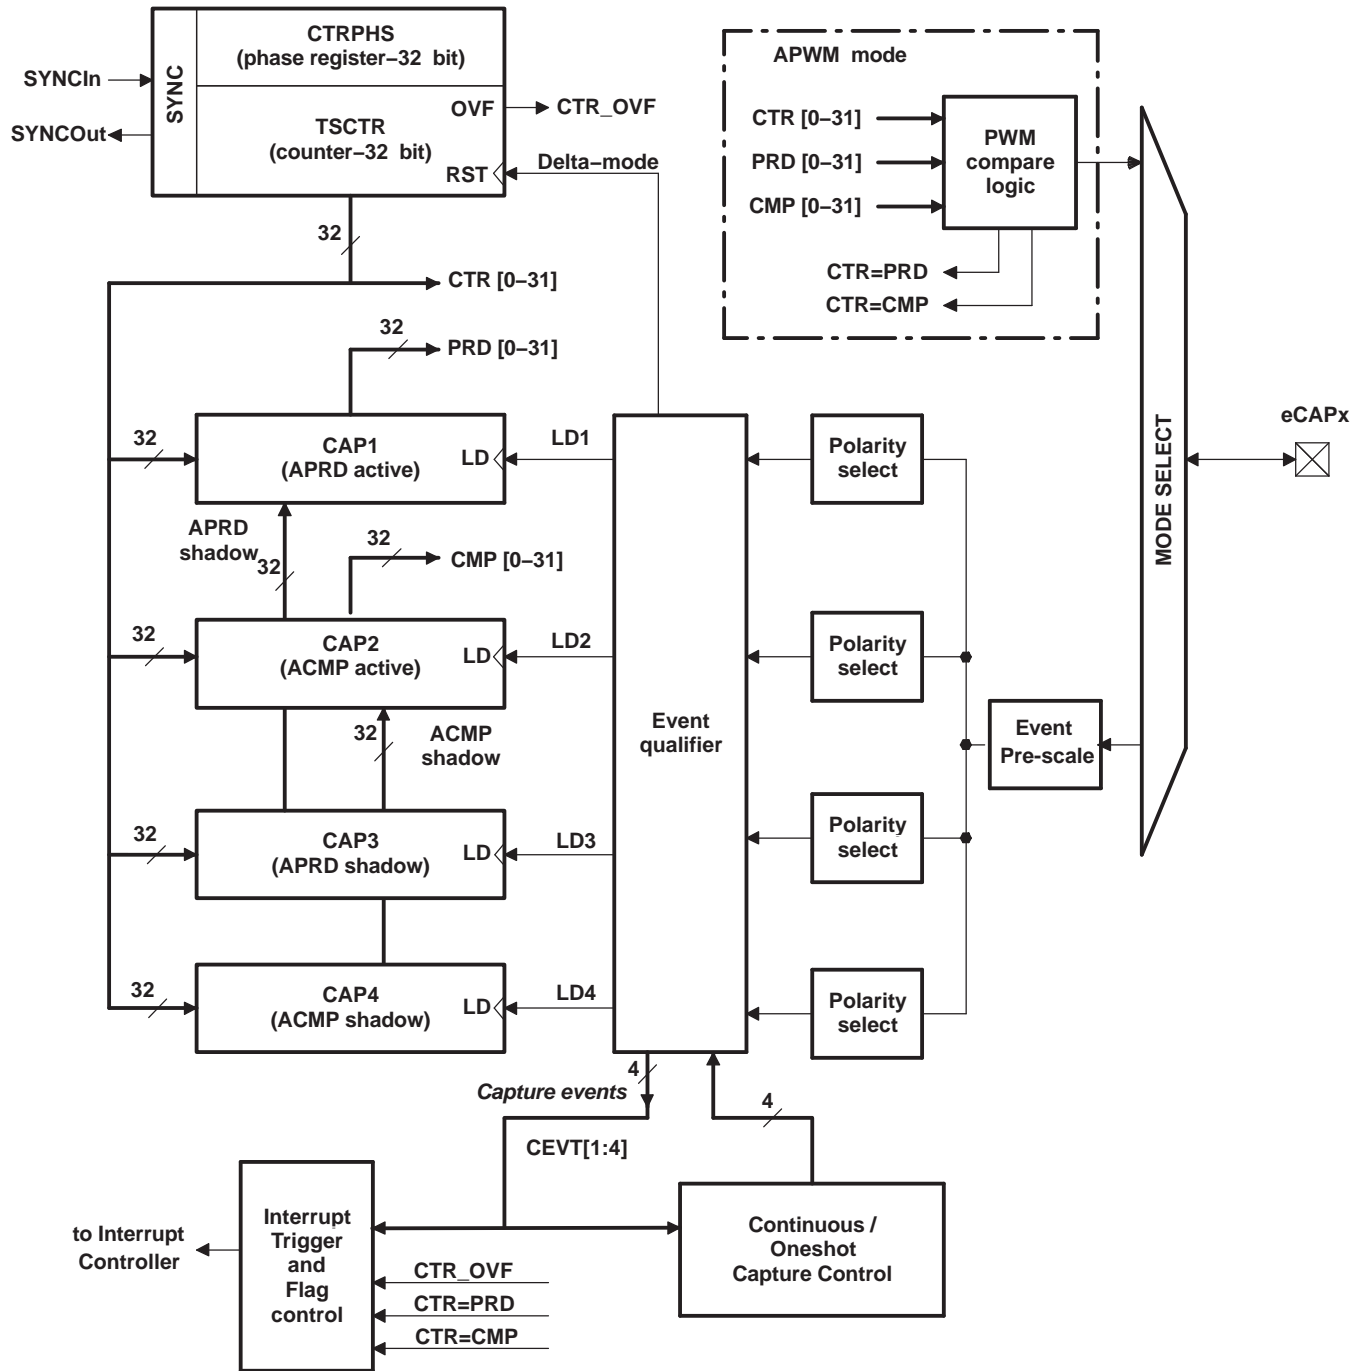 CTRPHS
(phase register−32 bit)
SYNC
SYNCIn
SYNCOut
OVF
CTR_OVF
TSCTR
(counter−32 bit)
RST
Delta−mode
32
CTR [0−31]
32
PRD [0−31]
APWM mode
CTR [0−31]
PRD [0−31]
CMP [0−31]
PWM
compare
logic
CTR=PRD
CTR=CMP
MODE SELECT
eCAPx
32
CAP1
(APRD active)
LD
LD1
Polarity
select
APRD
shadow
32
32
CMP [0−31]
32
CAP2
(ACMP active)
LD
LD2
Polarity
select
32
ACMP
shadow
Event
qualifier
Event
Pre-scale
32
CAP3
(APRD shadow)
LD
LD3
Polarity
select
32
CAP4
(ACMP shadow)
LD
LD4
Polarity
select
4
Capture events
CEVT[1:4]
4
to Interrupt
Controller
Interrupt
Trigger
and
Flag
control
CTR_OVF
CTR=PRD
CTR=CMP
Continuous /
Oneshot
Capture Control